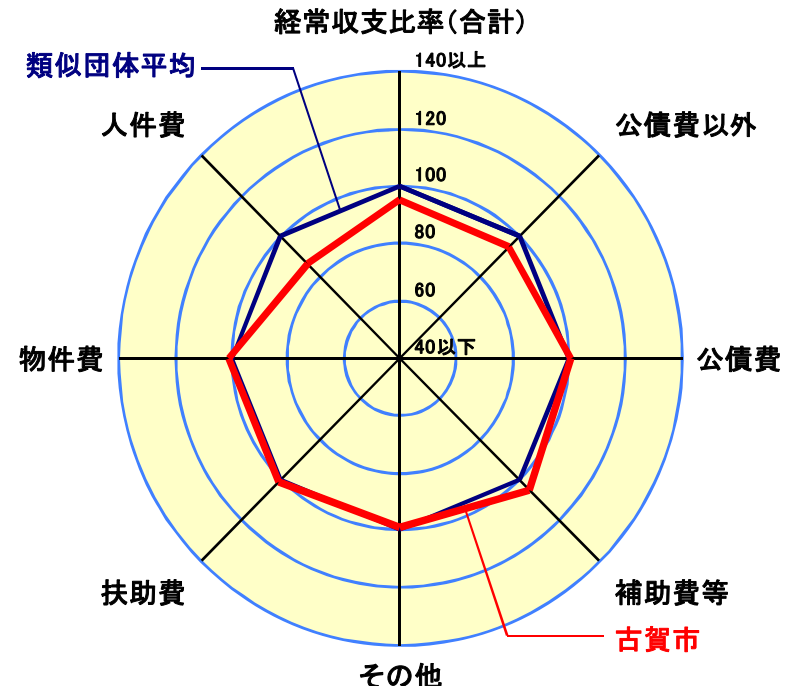 経常収支比率(合計)
類似団体平均
140以上
人件費
120
公債費以外
100
80
60
40以下
物件費
公債費
扶助費
補助費等
古賀市
その他